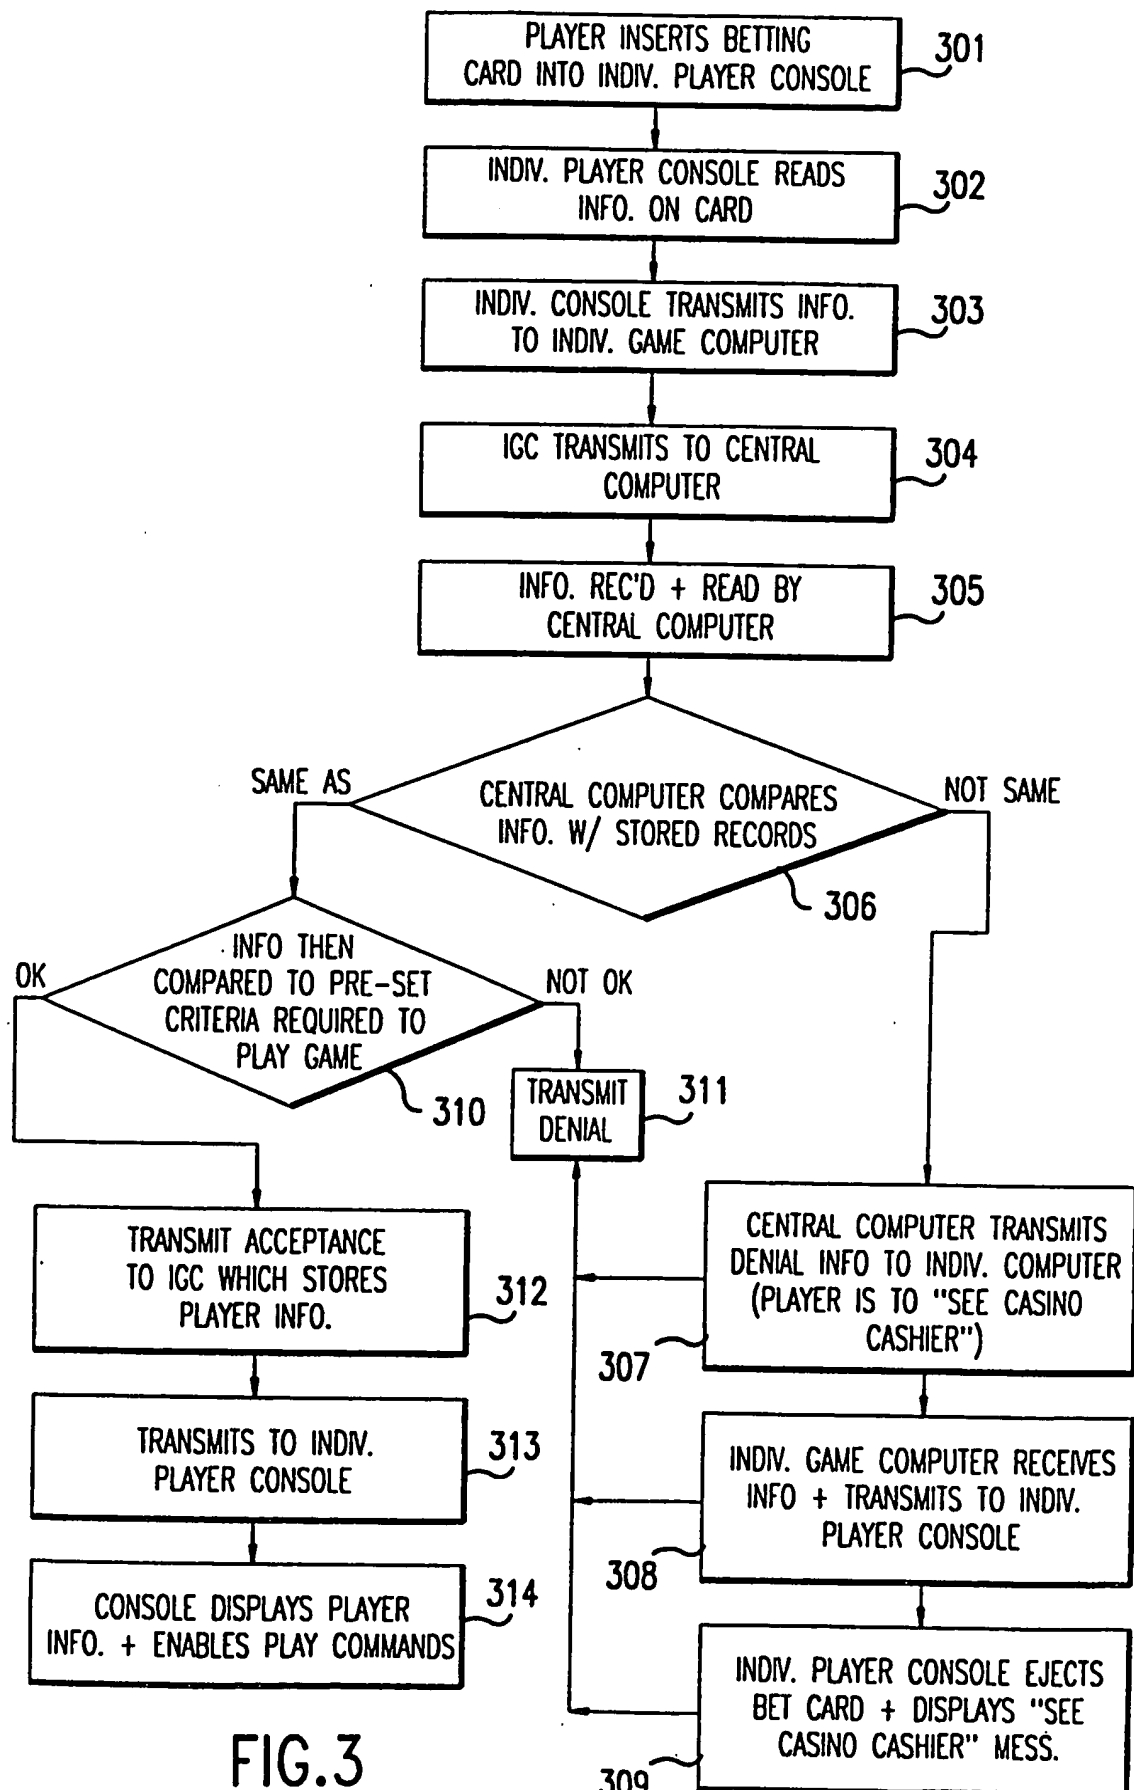 PLAYER INSERTS BETTING
CARD INTO INDIV. PLAYER CONSOLE
301
INDIV. PLAYER CONSOLE READS
INFO. ON CARD
302
INDIV. CONSOLE TRANSMITS INFO.
TO INDIV. GAME COMPUTER
303
IGC TRANSMITS TO CENTRAL
COMPUTER
304
INFO. REC'D + READ BY
CENTRAL COMPUTER
305
SAME AS
CENTRAL COMPUTER COMPARES
INFO. W/ STORED RECORDS
NOT SAME
306
OK
INFO THEN
COMPARED TO PRE-SET
CRITERIA REQUIRED TO
PLAY GAME
NOT OK
310
TRANSMIT
DENIAL
311
TRANSMIT ACCEPTANCE
TO IGC WHICH STORES
PLAYER INFO.
312
CENTRAL COMPUTER TRANSMITS
DENIAL INFO TO INDIV. COMPUTER
(PLAYER IS TO "SEE CASINO
CASHIER")
307
TRANSMITS TO INDIV.
PLAYER CONSOLE
313
INDIV. GAME COMPUTER RECEIVES
INFO + TRANSMITS TO INDIV.
PLAYER CONSOLE
308
CONSOLE DISPLAYS PLAYER
INFO. + ENABLES PLAY COMMANDS
314
INDIV. PLAYER CONSOLE EJECTS
BET CARD + DISPLAYS "SEE
CASINO CASHIER" MESS.
309
FIG.3